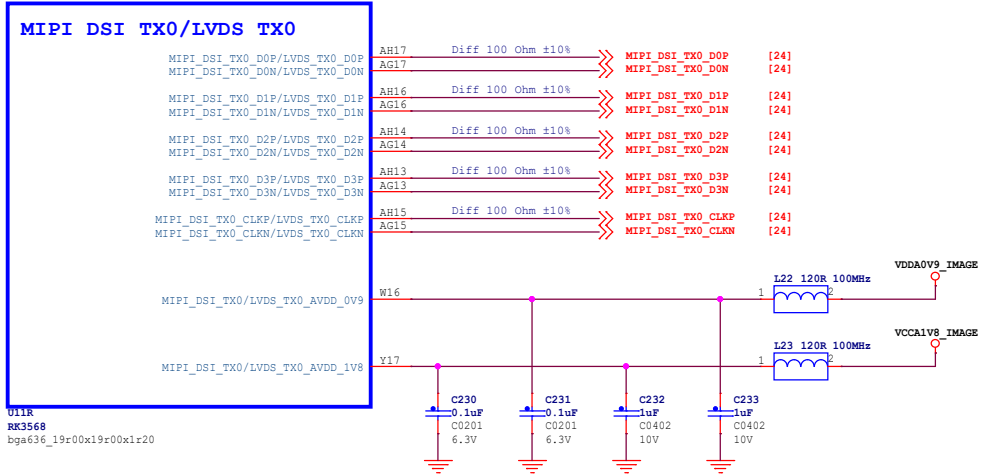 MIPI DSI TX0/LVDS TX0
MIPI_DSI_TX0_D0P/LVDS_TX0_D0P AH17 Diff 100 Ohm ±10% MIPI_DSI_TX0_D0P [24]
MIPI_DSI_TX0_D0N/LVDS_TX0_D0N AG17 MIPI_DSI_TX0_D0N [24]
MIPI_DSI_TX0_D1P/LVDS_TX0_D1P AH16 Diff 100 Ohm ±10% MIPI_DSI_TX0_D1P [24]
MIPI_DSI_TX0_D1N/LVDS_TX0_D1N AG16 MIPI_DSI_TX0_D1N [24]
MIPI_DSI_TX0_D2P/LVDS_TX0_D2P AH14 Diff 100 Ohm ±10% MIPI_DSI_TX0_D2P [24]
MIPI_DSI_TX0_D2N/LVDS_TX0_D2N AG14 MIPI_DSI_TX0_D2N [24]
MIPI_DSI_TX0_D3P/LVDS_TX0_D3P AH13 Diff 100 Ohm ±10% MIPI_DSI_TX0_D3P [24]
MIPI_DSI_TX0_D3N/LVDS_TX0_D3N AG13 MIPI_DSI_TX0_D3N [24]
MIPI_DSI_TX0_CLKP/LVDS_TX0_CLKP AH15 Diff 100 Ohm ±10% MIPI_DSI_TX0_CLKP [24]
MIPI_DSI_TX0_CLKN/LVDS_TX0_CLKN AG15 MIPI_DSI_TX0_CLKN [24]
VDDA0V9_IMAGE
L22 120R 100MHz
MIPI_DSI_TX0/LVDS_TX0_AVDD_0V9 W16 1 2
VCCA1V8_IMAGE
L23 120R 100MHz
MIPI_DSI_TX0/LVDS_TX0_AVDD_1V8 Y17 1 2
C230 C231 C232 C233
0.1uF 0.1uF 1uF 1uF
C0201 C0201 C0402 C0402
6.3V 6.3V 10V 10V
U11R
RK3568
bga636_19r00x19r00x1r20